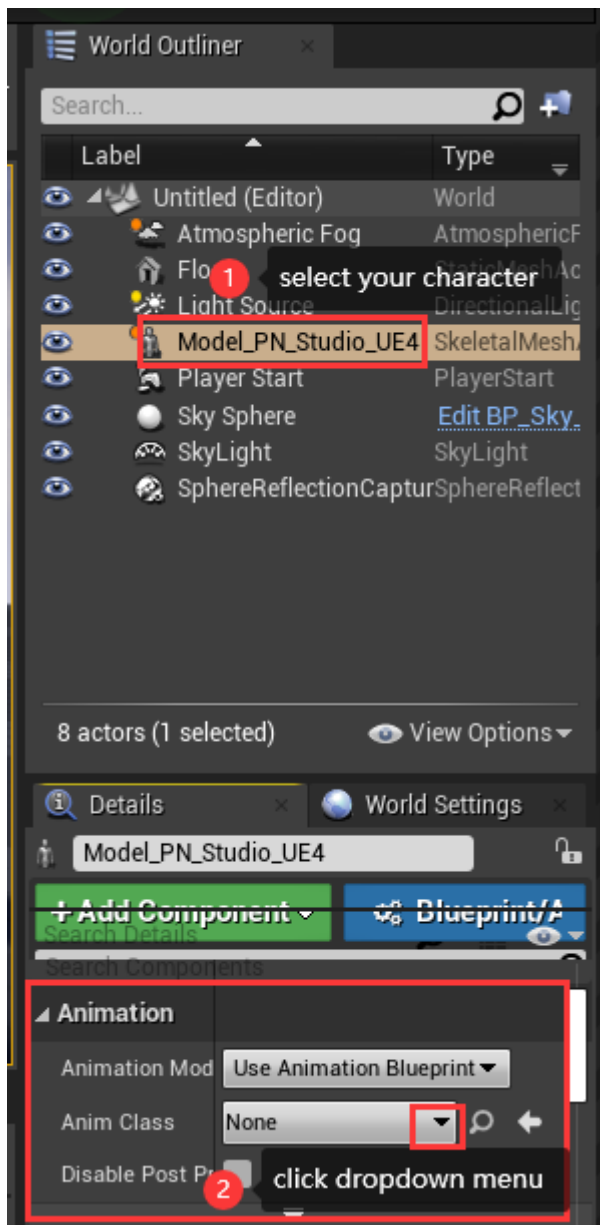 World Outliner
Search...
Label Type
Untitled (Editor) World
Atmospheric Fog AtmosphericF
Flo
1 select your character
Light Source DirectionalLig
Model_PN_Studio_UE4 SkeletalMesh
Player Start PlayerStart
Sky Sphere Edit BP_Sky_
SkyLight SkyLight
SphereReflectionCaptur SphereReflect
8 actors (1 selected) View Options
Details World Settings
Model_PN_Studio_UE4
+Add Component Blueprint/A
Search Details
Search Components
Animation
Animation Mod Use Animation Blueprint
Anim Class None
Disable Post Pr
2 click dropdown menu